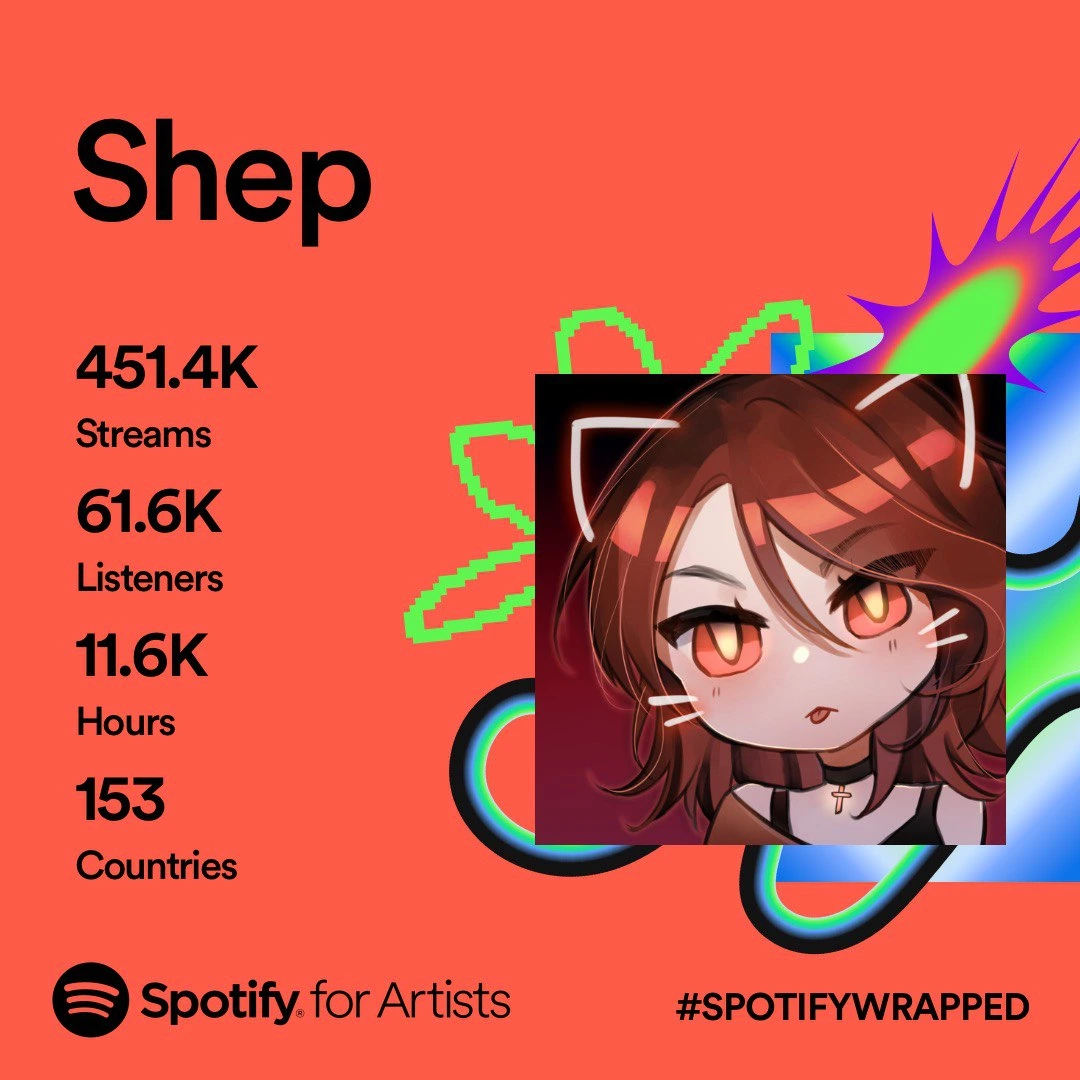 Shep
451.4K
Streams
61.6K
Listeners
11.6K
Hours
153
Countries
Spotify® for Artists
#SPOTIFYWRAPPED